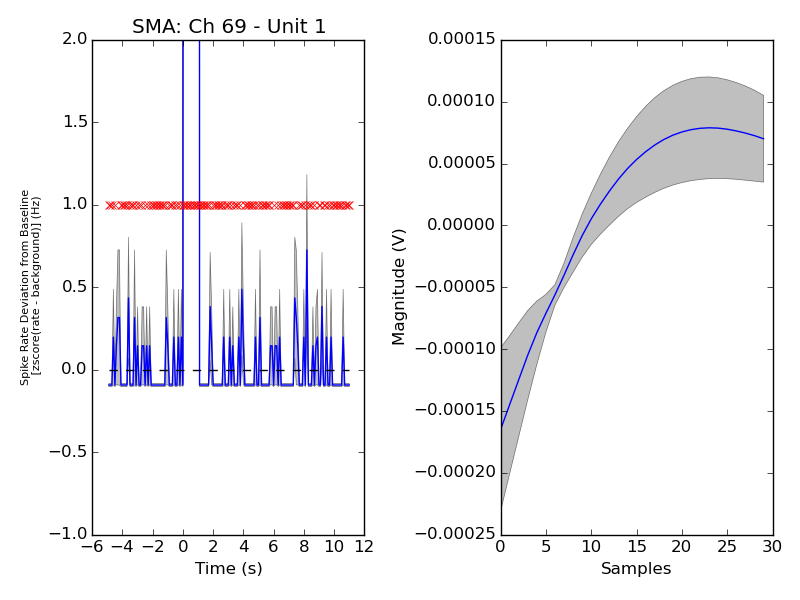 SMA: Ch 69 - Unit 1
2.0
1.5
1.0
0.5
0.0
−0.5
−1.0
−6 −4 −2 0 2 4 6 8 10 12
Time (s)
Spike Rate Deviation from Baseline
[zscore(rate - background)] (Hz)
0.00015
0.00010
0.00005
0.00000
−0.00005
−0.00010
−0.00015
−0.00020
−0.00025
0 5 10 15 20 25 30
Samples
Magnitude (V)